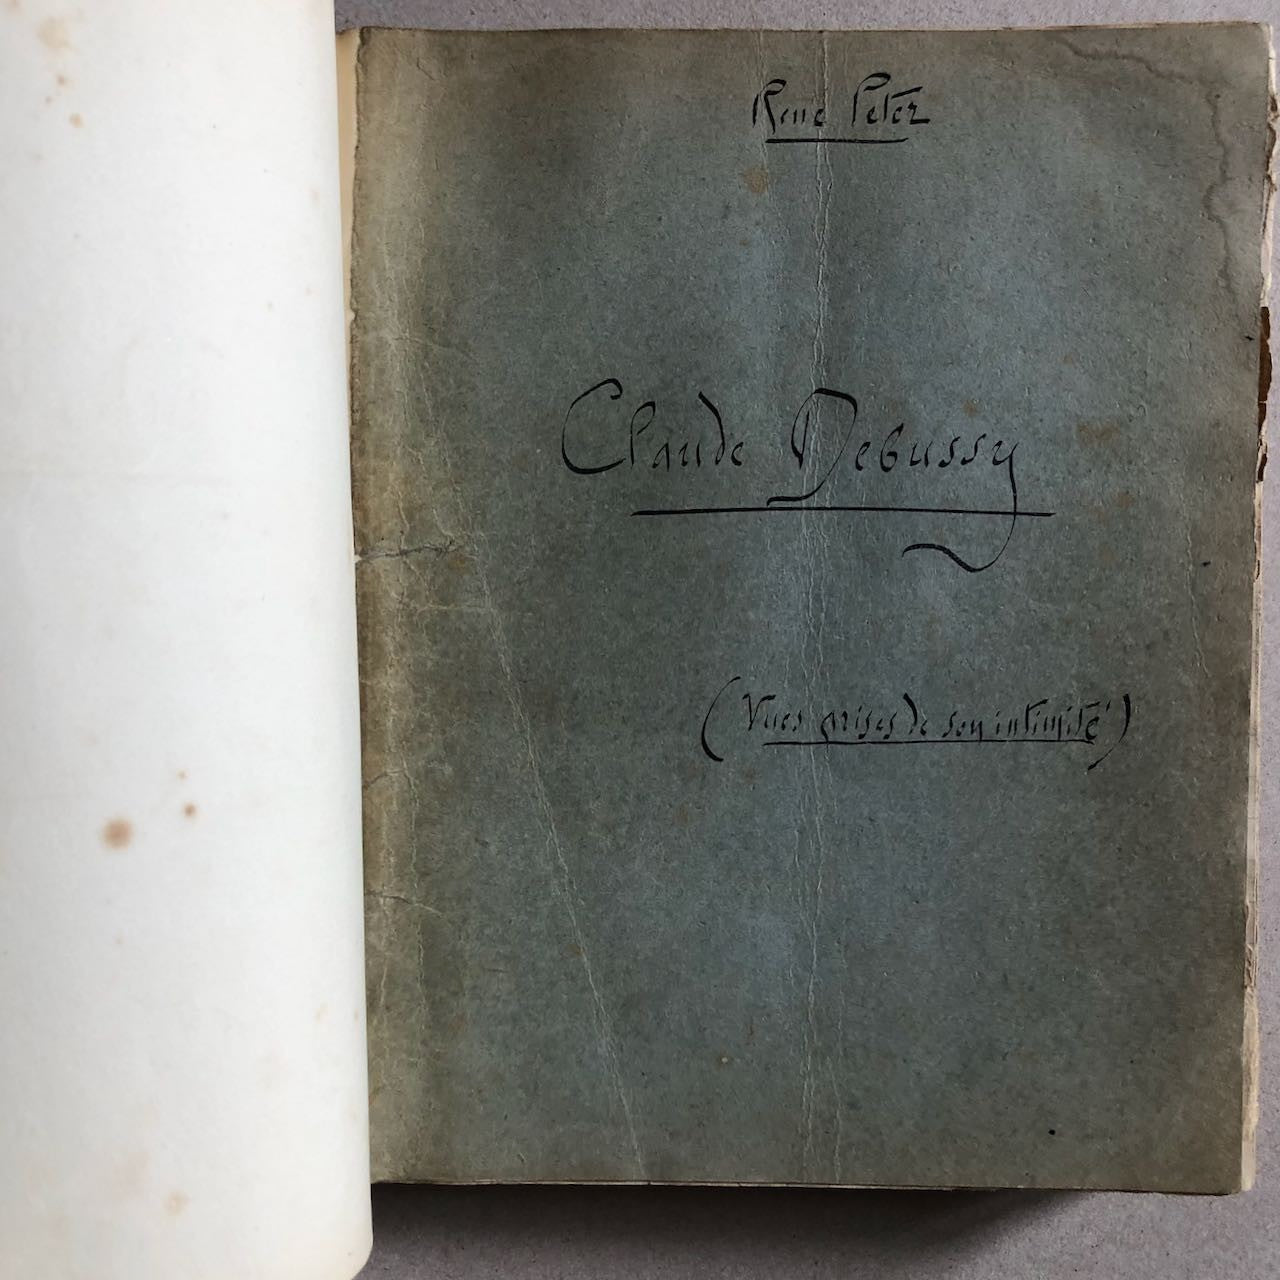 René Peter
Claude Debussy
(Vues prises de son intimité)